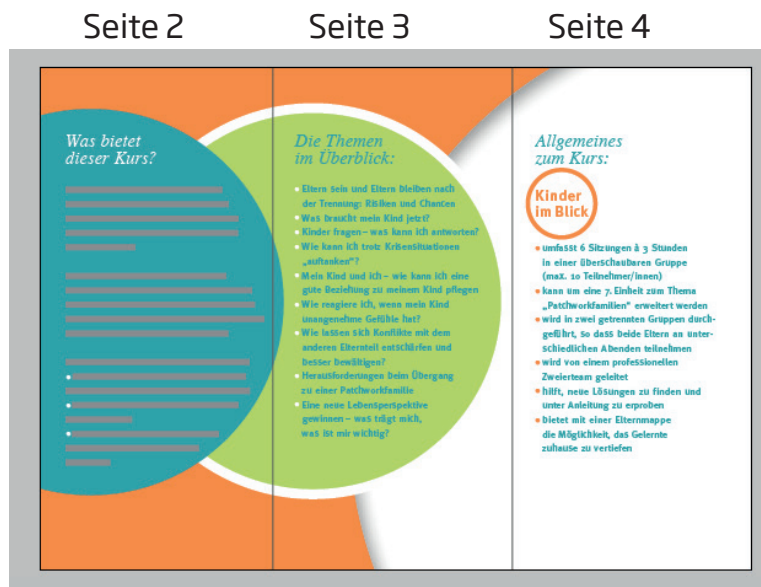 Seite 2
Seite 3
Seite 4
Was bietet
dieser Kurs?
Die Themen
im Überblick:
• Eltern sein und Eltern bleiben nach
der Trennung: Risiken und Chancen
• Was braucht mein Kind jetzt?
• Kinder fragen – was kann ich antworten?
• Wie kann ich trotz Krisensituationen
„auftanken“?
• Mein Kind und ich – wie kann ich eine
gute Beziehung zu meinem Kind pflegen
• Wie reagiere ich, wenn mein Kind
unangenehme Gefühle hat?
• Wie lassen sich Konflikte mit dem
anderen Elternteil entschärfen und
besser bewältigen?
• Herausforderungen beim Übergang
zu einer Patchworkfamilie
• Eine neue Lebensperspektive
gewinnen – was trägt mich,
was ist mir wichtig?
Allgemeines
zum Kurs:
Kinder
im Blick
• umfasst 6 Sitzungen à 3 Stunden
in einer überschaubaren Gruppe
(max. 10 Teilnehmer/innen)
• kann um eine 7. Einheit zum Thema
„Patchworkfamilien“ erweitert werden
• wird in zwei getrennten Gruppen durch-
geführt, so dass beide Eltern an unter-
schiedlichen Abenden teilnehmen
• wird von einem professionellen
Zweierteam geleitet
• hilft, neue Lösungen zu finden und
unter Anleitung zu erproben
• bietet mit einer Elternmappe
die Möglichkeit, das Gelernte
zuhause zu vertiefen